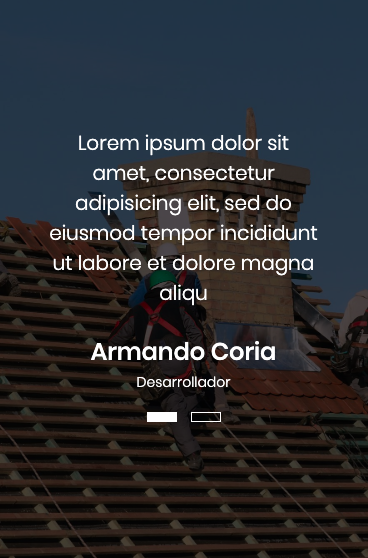 Lorem ipsum dolor sit
amet, consectetur
adipisicing elit, sed do
eiusmod tempor incididunt
ut labore et dolore magna
aliqu
Armando Coria
Desarrollador